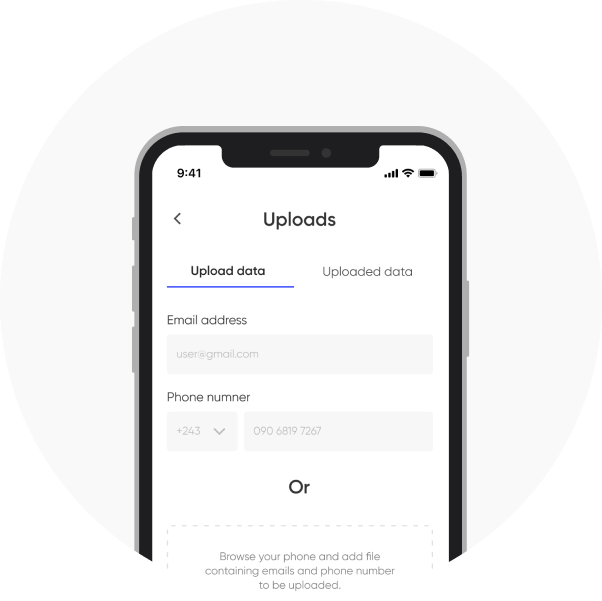 9:41
Uploads
Upload data
Uploaded data
Email address
user@gmail.com
Phone numner
+243
090 6819 7267
Or
Browse your phone and add file
containing emails and phone number
to be uploaded.